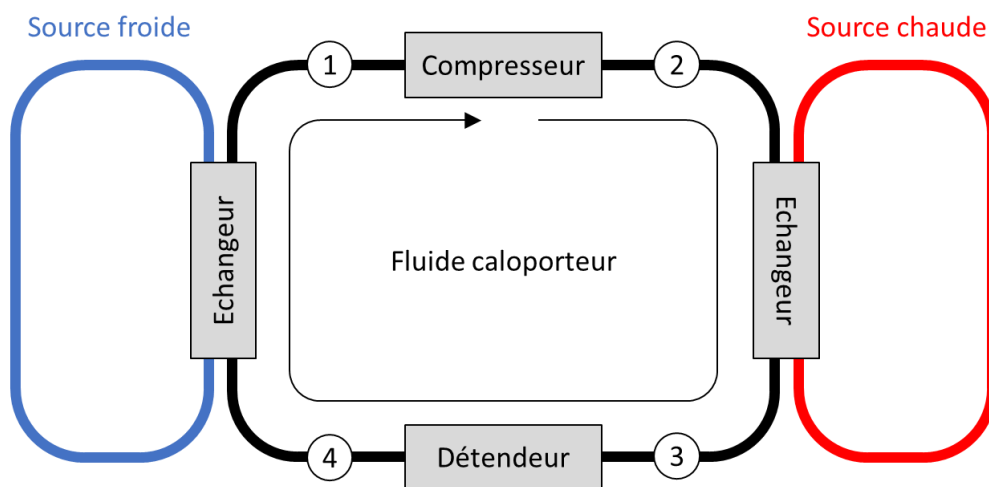 Source froide
Source chaude
1
Compresseur
2
Echangeur
Fluide caloporteur
Echangeur
4
Détendeur
3